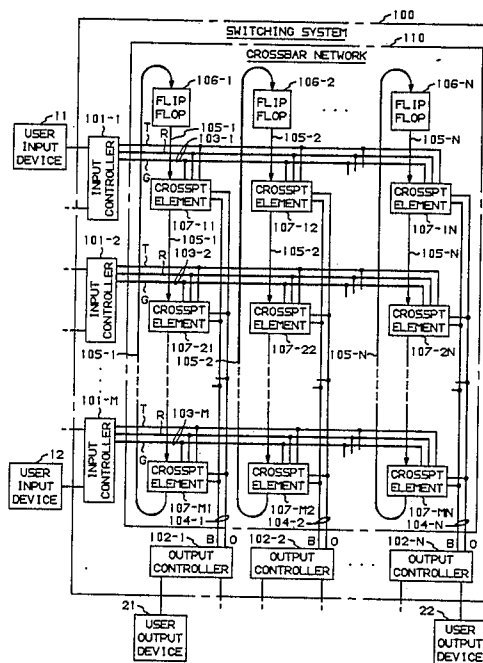 100
SWITCHING SYSTEM
110
CROSSBAR NETWORK
106-1
106-2
106-N
FLIP
FLOP
FLIP
FLOP
. . .
FLIP
FLOP
11
101-1
USER
INPUT
DEVICE
INPUT
CONTROLLER
T
R
G
105-1
103-1
105-2
105-N
CROSSPT
ELEMENT
CROSSPT
ELEMENT
CROSSPT
ELEMENT
107-11
107-12
107-1N
105-1
105-2
105-N
101-2
INPUT
CONTROLLER
T
R
G
103-2
CROSSPT
ELEMENT
CROSSPT
ELEMENT
CROSSPT
ELEMENT
105-1
107-21
105-2
107-22
105-N
107-2N
101-M
INPUT
CONTROLLER
T
R
G
103-M
12
USER
INPUT
DEVICE
CROSSPT
ELEMENT
CROSSPT
ELEMENT
CROSSPT
ELEMENT
107-M1
107-M2
107-MN
104-1
104-2
104-N
102-1
B
O
102-2
B
O
102-N
B
O
OUTPUT
CONTROLLER
OUTPUT
CONTROLLER
. . .
OUTPUT
CONTROLLER
21
USER
OUTPUT
DEVICE
22
USER
OUTPUT
DEVICE